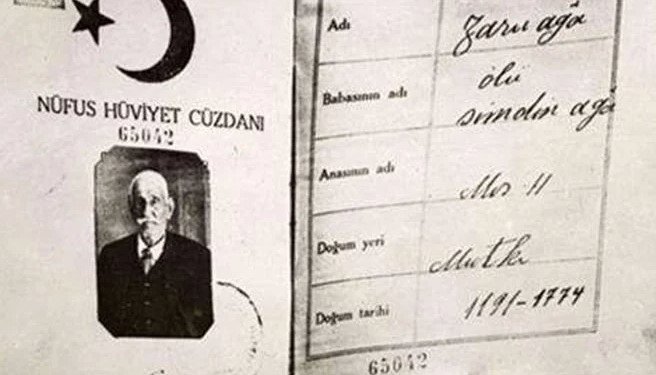 NÜFUS HÜVİYET CÜZDANI
65042
Adı Zaru ağa
Babasının adı ölü
simdin ağa
Anasının adı
Doğum yeri Mutki
Doğum tarihi 1191-1774
65042